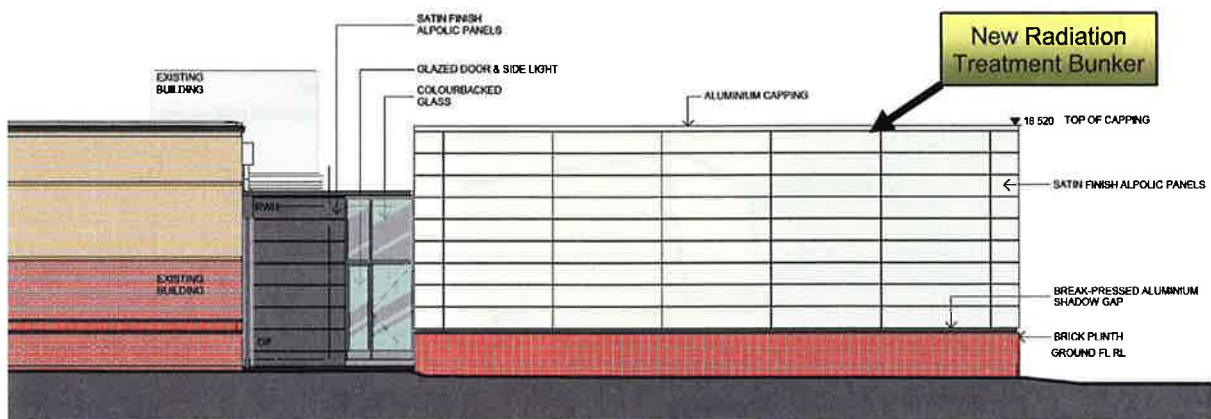 SATIN FINISH
ALPOLIC PANELS
New Radiation
Treatment Bunker
GLAZED DOOR & SIDE LIGHT
EXISTING
BUILDING
COLOURBACKED
GLASS
ALUMINIUM CAPPING
18 520 TOP OF CAPPING
SATIN FINISH ALPOLIC PANELS
RWH
EXISTING
BUILDING
BREAK-PRESSED ALUMINIUM
SHADOW GAP
BRICK PLINTH
GROUND FL RL
DP